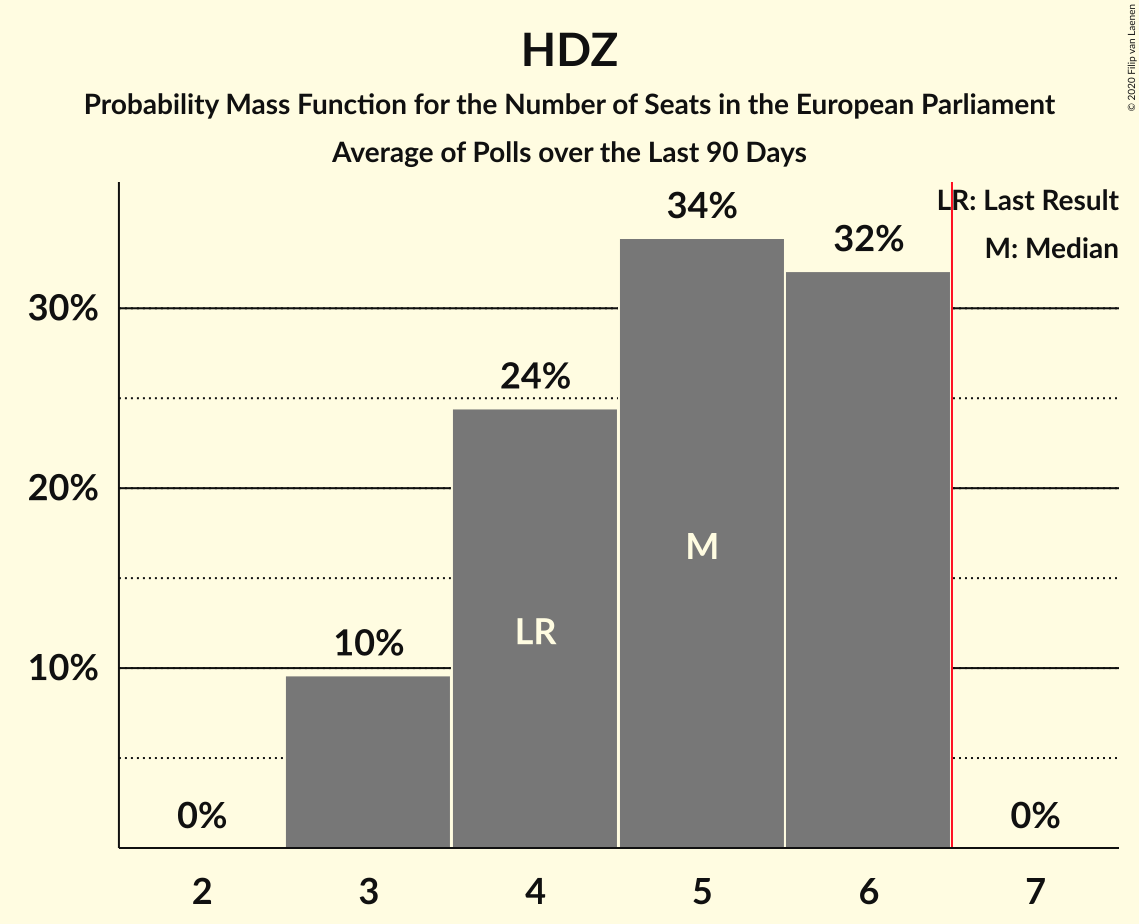 HDZ
Probability Mass Function for the Number of Seats in the European Parliament
Average of Polls over the Last 90 Days
© 2020 Filip van Laenen
LR: Last Result
M: Median
34%
32%
30%
24%
20%
M
LR
10%
10%
0%
0%
2 3 4 5 6 7